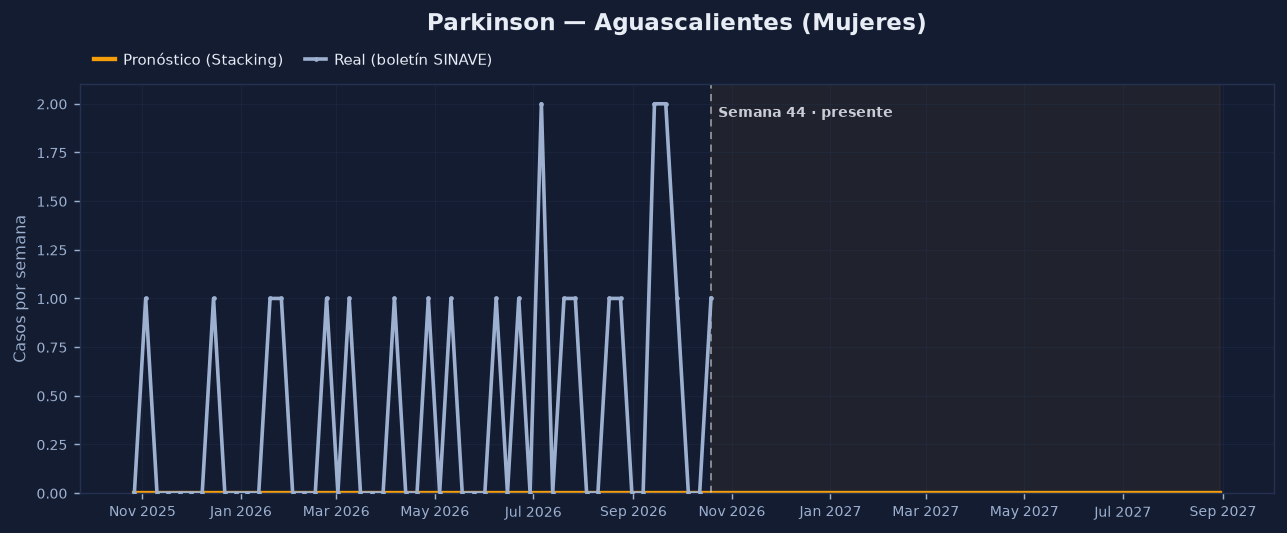 Parkinson — Aguascalientes (Mujeres)
Pronóstico (Stacking)
Real (boletín SINAVE)
Semana 44 · presente
Casos por semana
2.00
1.75
1.50
1.25
1.00
0.75
0.50
0.25
0.00
Nov 2025
Jan 2026
Mar 2026
May 2026
Jul 2026
Sep 2026
Nov 2026
Jan 2027
Mar 2027
May 2027
Jul 2027
Sep 2027